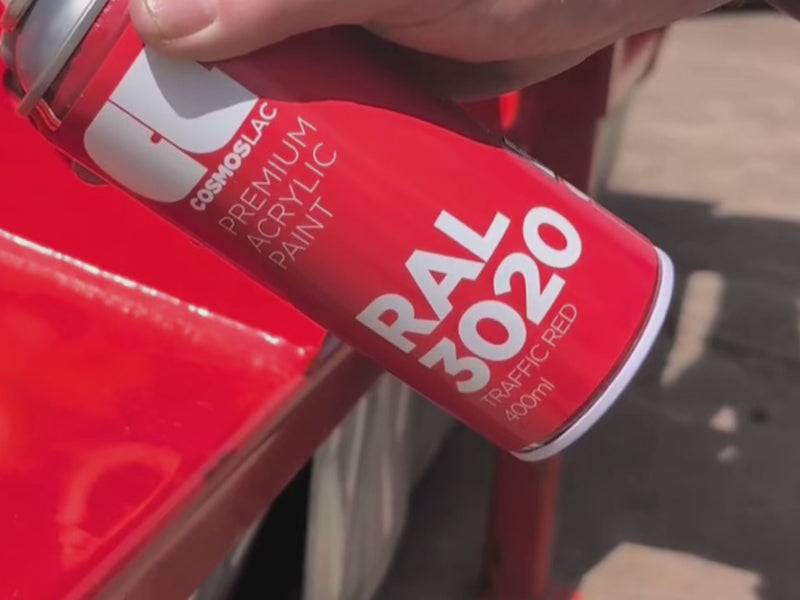 COSMOSLAC
PREMIUM
ACRYLIC
PAINT
RAL
3020
TRAFFIC RED
400ml